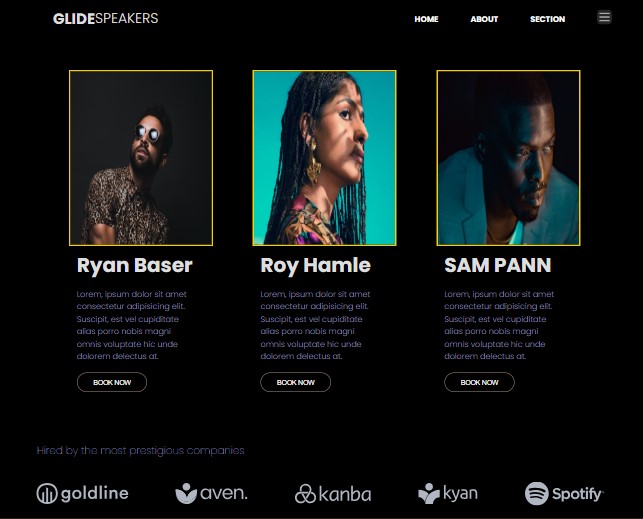 GLIDESPEAKERS
HOME ABOUT SECTION
Ryan Baser
Lorem, ipsum dolor sit amet
consectetur adipisicing elit.
Suscipit, est vel cupiditate
alias porro nobis magni
omnis voluptate hic unde
dolorem delectus at.
BOOK NOW
Roy Hamle
Lorem, ipsum dolor sit amet
consectetur adipisicing elit.
Suscipit, est vel cupiditate
alias porro nobis magni
omnis voluptate hic unde
dolorem delectus at.
BOOK NOW
SAM PANN
Lorem, ipsum dolor sit amet
consectetur adipisicing elit.
Suscipit, est vel cupiditate
alias porro nobis magni
omnis voluptate hic unde
dolorem delectus at.
BOOK NOW
Hired by the most prestigious companies
goldline aven. kanba kyan Spotify